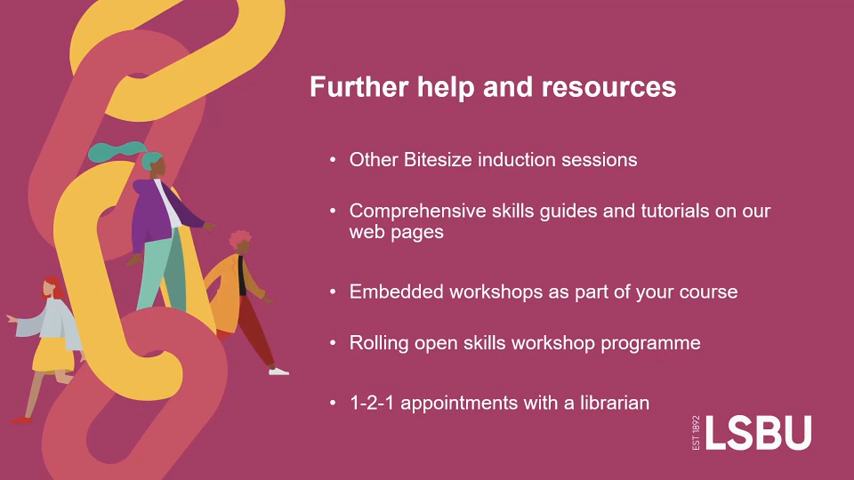 Further help and resources
• Other Bitesize induction sessions
• Comprehensive skills guides and tutorials on our
web pages
• Embedded workshops as part of your course
• Rolling open skills workshop programme
• 1-2-1 appointments with a librarian
EST 1892
LSBU